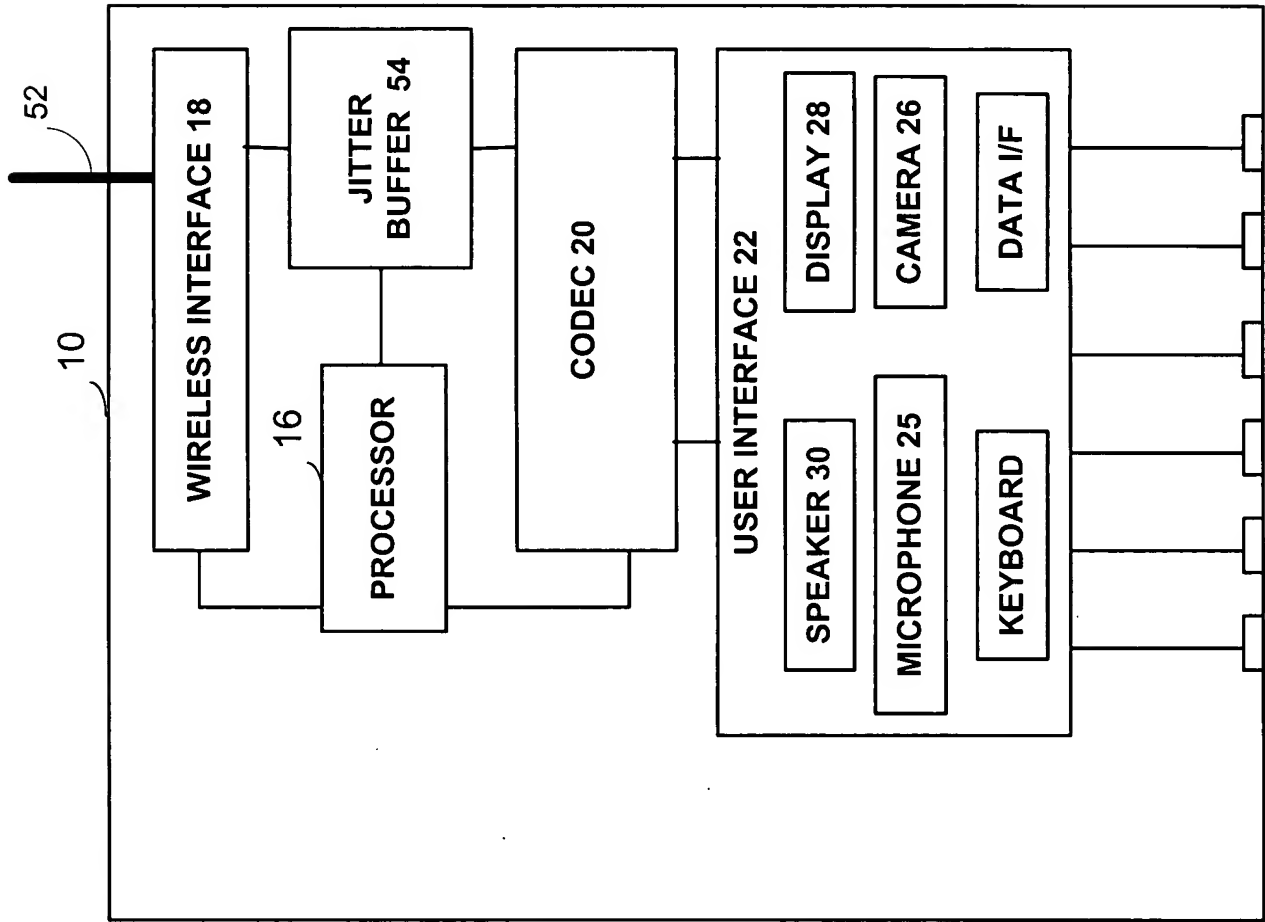 52
10
WIRELESS INTERFACE 18
JITTER
BUFFER 54
16
PROCESSOR
CODEC 20
USER INTERFACE 22
SPEAKER 30
DISPLAY 28
MICROPHONE 25
CAMERA 26
KEYBOARD
DATA I/F